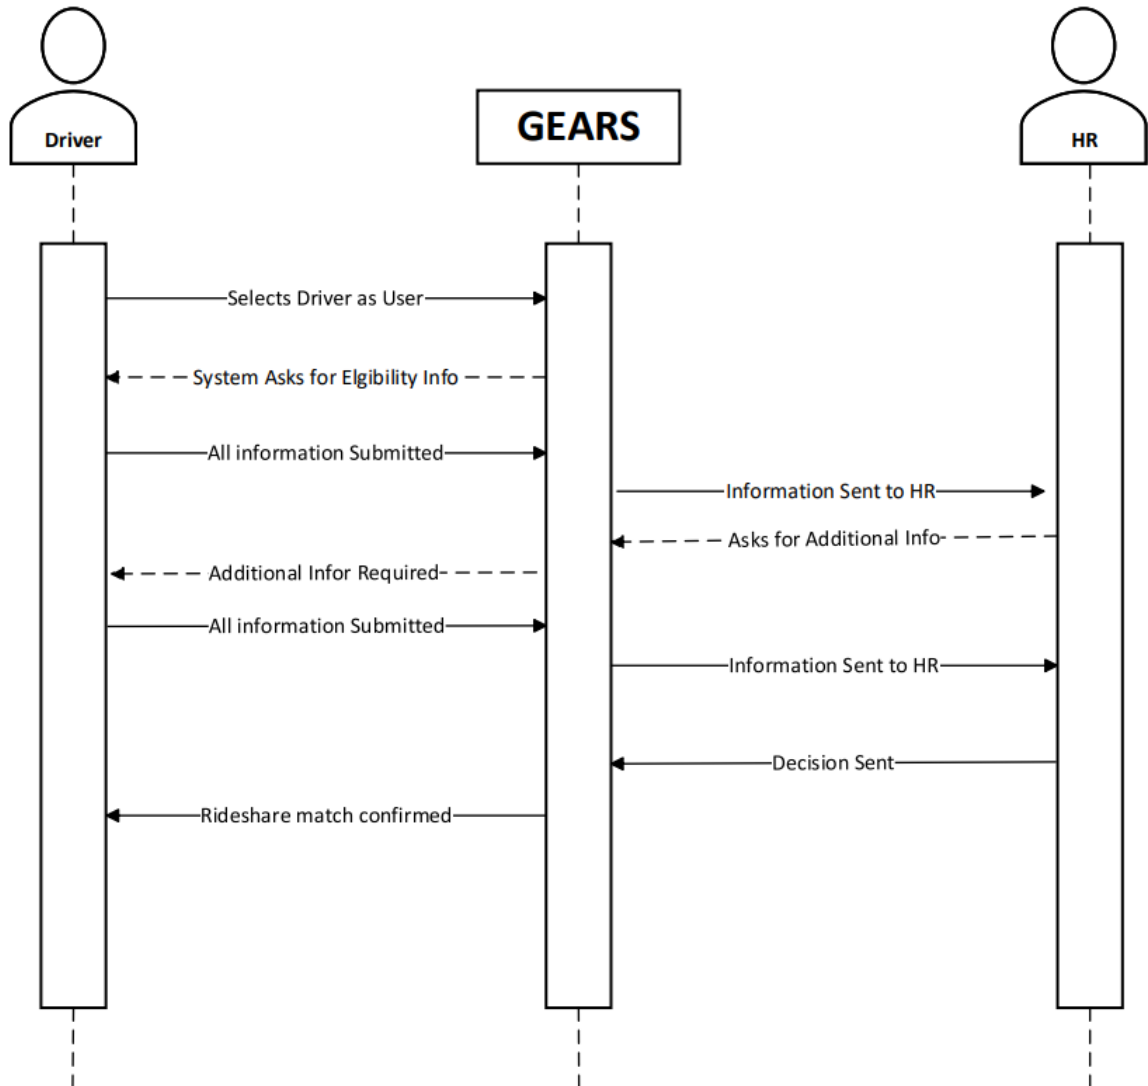 Driver
GEARS
HR
Selects Driver as User
System Asks for Elgibility Info
All information Submitted
Information Sent to HR
Asks for Additional Info
Additional Infor Required
All information Submitted
Information Sent to HR
Decision Sent
Rideshare match confirmed